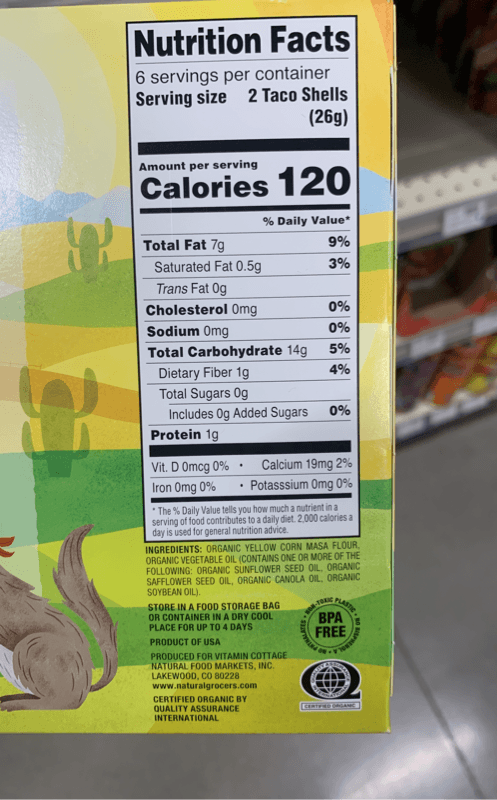 Nutrition Facts
6 servings per container
Serving size 2 Taco Shells
(26g)
Amount per serving
Calories 120
% Daily Value*
Total Fat 7g 9%
Saturated Fat 0.5g 3%
Trans Fat 0g
Cholesterol 0mg 0%
Sodium 0mg 0%
Total Carbohydrate 14g 5%
Dietary Fiber 1g 4%
Total Sugars 0g
Includes 0g Added Sugars 0%
Protein 1g
Vit. D 0mcg 0% • Calcium 19mg 2%
Iron 0mg 0% • Potasssium 0mg 0%
* The % Daily Value tells you how much a nutrient in a
serving of food contributes to a daily diet. 2,000 calories a
day is used for general nutrition advice.
INGREDIENTS: ORGANIC YELLOW CORN MASA FLOUR,
ORGANIC VEGETABLE OIL (CONTAINS ONE OR MORE OF THE
FOLLOWING: ORGANIC SUNFLOWER SEED OIL, ORGANIC
SAFFLOWER SEED OIL, ORGANIC CANOLA OIL, ORGANIC
SOYBEAN OIL).
STORE IN A FOOD STORAGE BAG
OR CONTAINER IN A DRY COOL
PLACE FOR UP TO 4 DAYS
PRODUCT OF USA
PRODUCED FOR VITAMIN COTTAGE
NATURAL FOOD MARKETS, INC.
LAKEWOOD, CO 80228
www.naturalgrocers.com
CERTIFIED ORGANIC BY
QUALITY ASSURANCE
INTERNATIONAL
NON-TOXIC PLASTIC
BPA
FREE
CERTIFIED ORGANIC